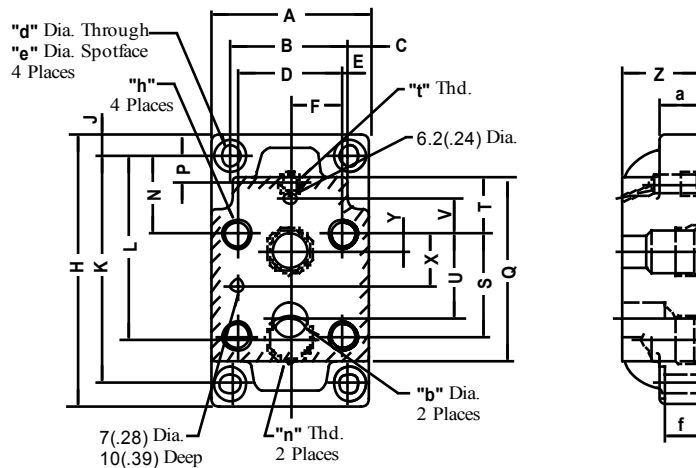 A
"d" Dia. Through
B
C
"e" Dia. Spotface
4 Places
D
E
Z
"h"
4 Places
F
"t" Thd.
a
J
6.2(.24) Dia.
P
N
V
T
L
Y
H
K
X
U
S
Q
"b" Dia.
2 Places
7(.28) Dia.
10(.39) Deep
"n" Thd.
2 Places
f